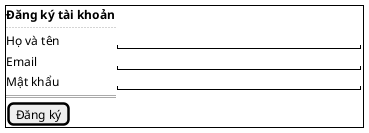 Đăng ký tài khoản
Họ và tên
Email
Mật khẩu
Đăng ký